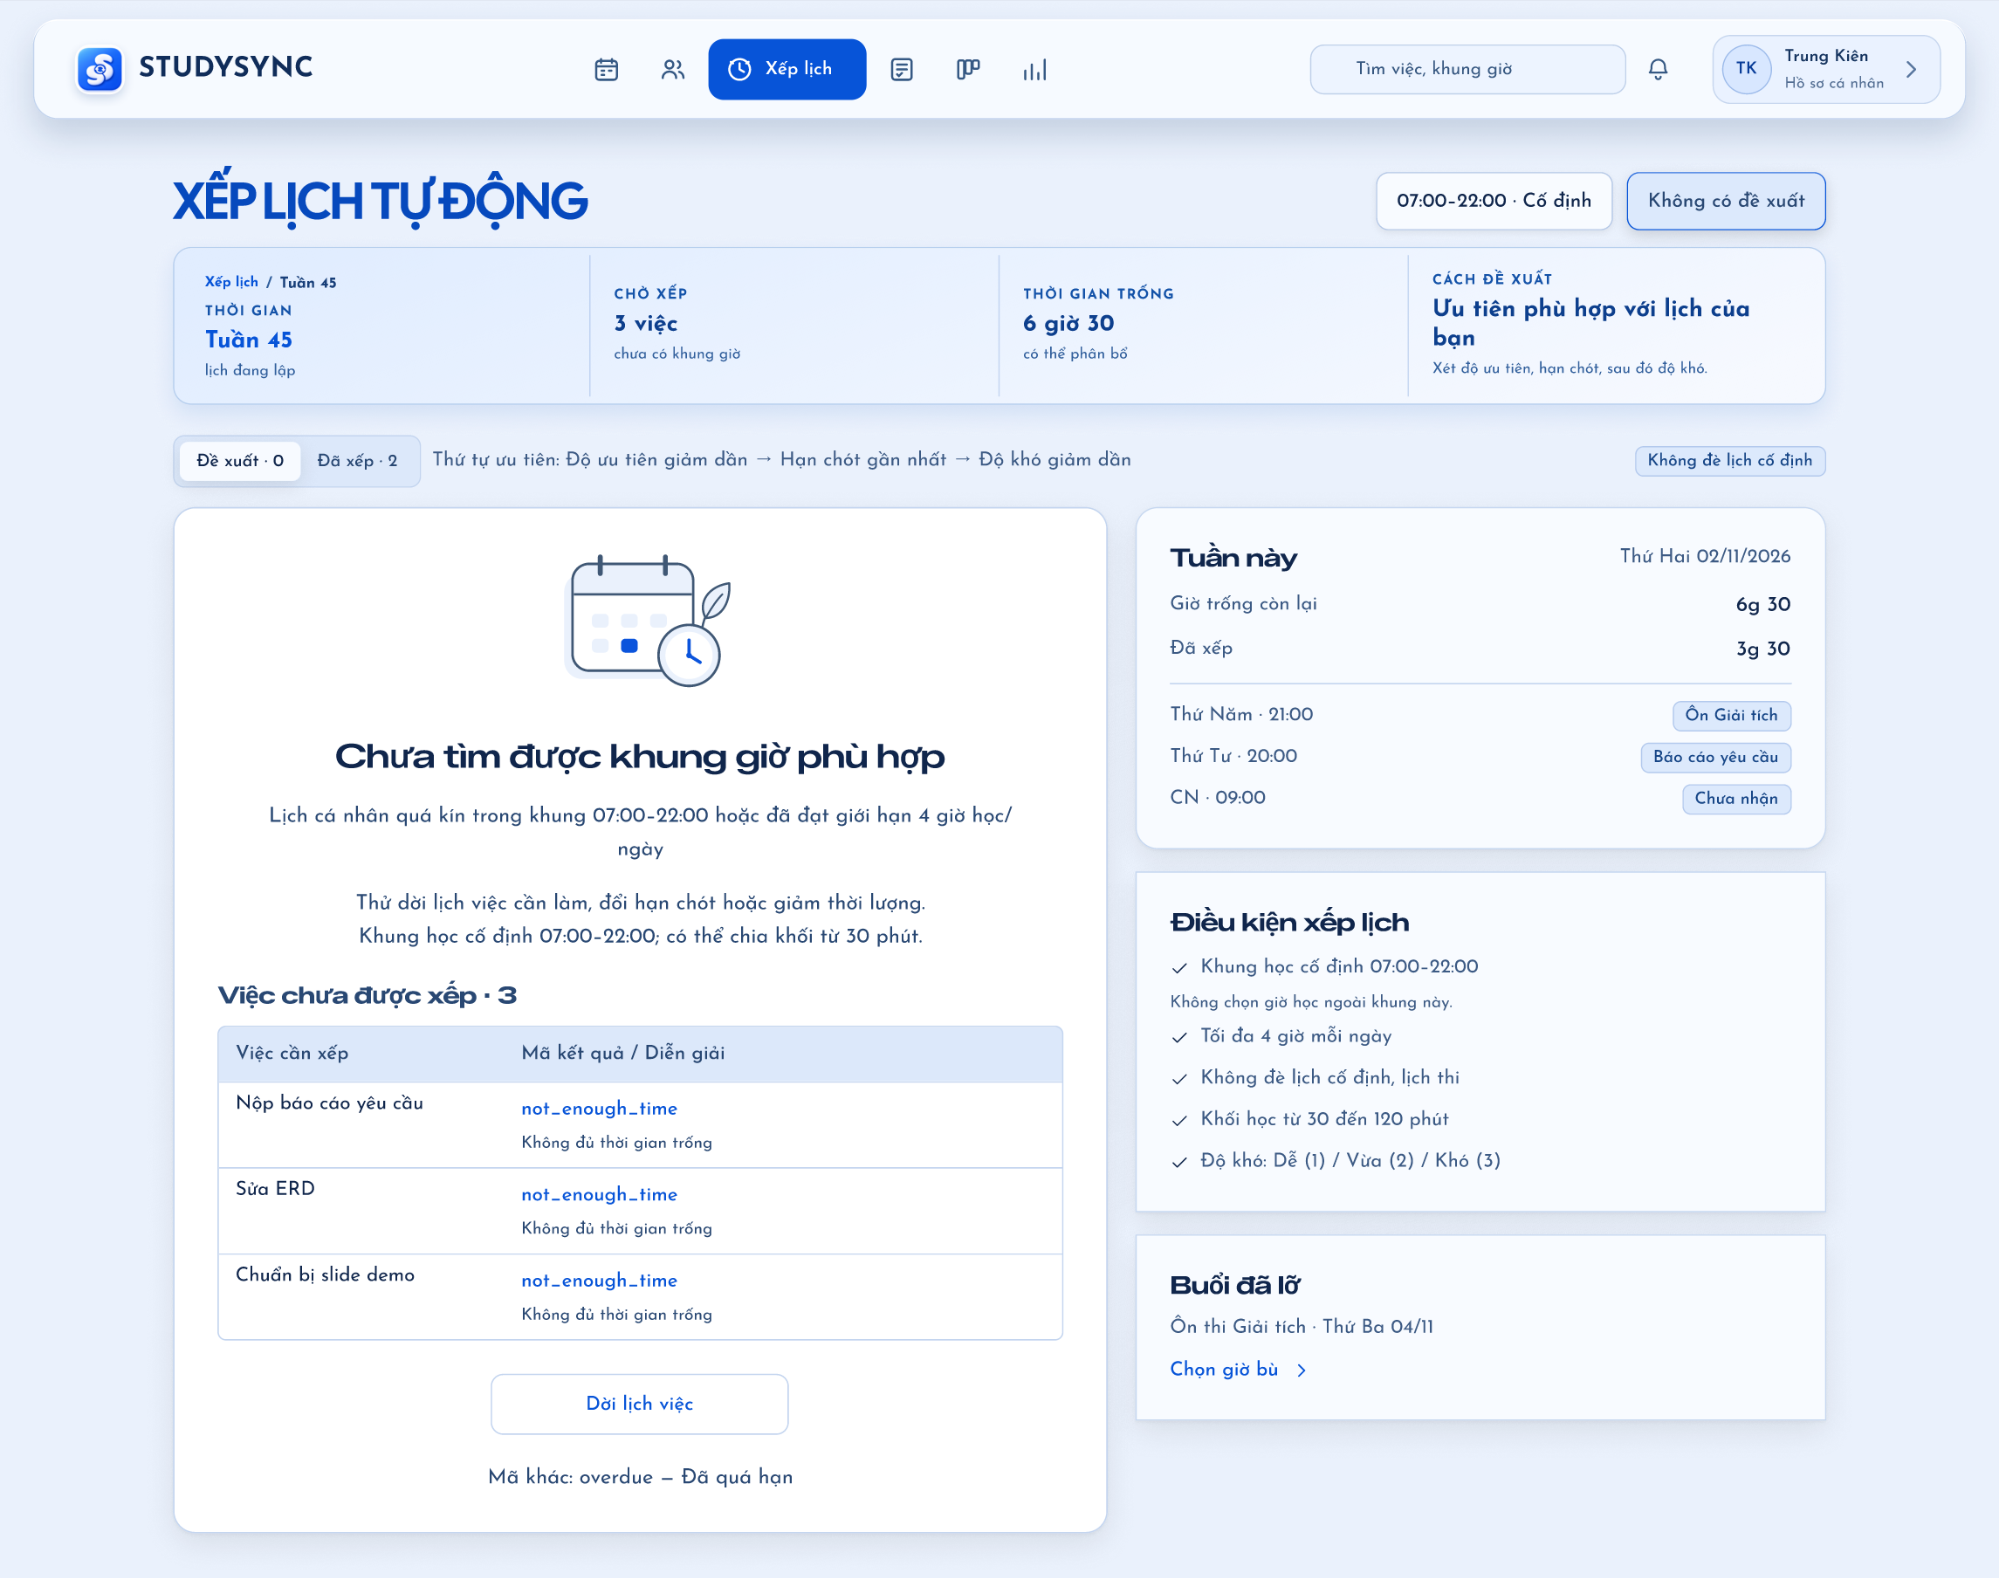 STUDYSYNC
Xếp lịch
Tìm việc, khung giờ
TK
Trung Kiên
Hồ sơ cá nhân
XẾP LỊCH TỰ ĐỘNG
07:00–22:00 · Cố định
Không có đề xuất
Xếp lịch / Tuần 45
THỜI GIAN
Tuần 45
lịch đang lập
CHỜ XẾP
3 việc
chưa có khung giờ
THỜI GIAN TRỐNG
6 giờ 30
có thể phân bổ
CÁCH ĐỀ XUẤT
Ưu tiên phù hợp với lịch của
bạn
Xét độ ưu tiên, hạn chót, sau đó độ khó.
Đề xuất · 0
Đã xếp · 2
Thứ tự ưu tiên: Độ ưu tiên giảm dần → Hạn chót gần nhất → Độ khó giảm dần
Không đè lịch cố định
Chưa tìm được khung giờ phù hợp
Lịch cá nhân quá kín trong khung 07:00–22:00 hoặc đã đạt giới hạn 4 giờ học/
ngày
Thử dời lịch việc cần làm, đổi hạn chót hoặc giảm thời lượng.
Khung học cố định 07:00–22:00; có thể chia khối từ 30 phút.
Việc chưa được xếp · 3
Việc cần xếp
Mã kết quả / Diễn giải
Nộp báo cáo yêu cầu
not_enough_time
Không đủ thời gian trống
Sửa ERD
not_enough_time
Không đủ thời gian trống
Chuẩn bị slide demo
not_enough_time
Không đủ thời gian trống
Dời lịch việc
Mã khác: overdue — Đã quá hạn
Tuần này
Thứ Hai 02/11/2026
Giờ trống còn lại
6g 30
Đã xếp
3g 30
Thứ Năm · 21:00
Ôn Giải tích
Thứ Tư · 20:00
Báo cáo yêu cầu
CN · 09:00
Chưa nhận
Điều kiện xếp lịch
Khung học cố định 07:00–22:00
Không chọn giờ học ngoài khung này.
Tối đa 4 giờ mỗi ngày
Không đè lịch cố định, lịch thi
Khối học từ 30 đến 120 phút
Độ khó: Dễ (1) / Vừa (2) / Khó (3)
Buổi đã lỡ
Ôn thi Giải tích · Thứ Ba 04/11
Chọn giờ bù